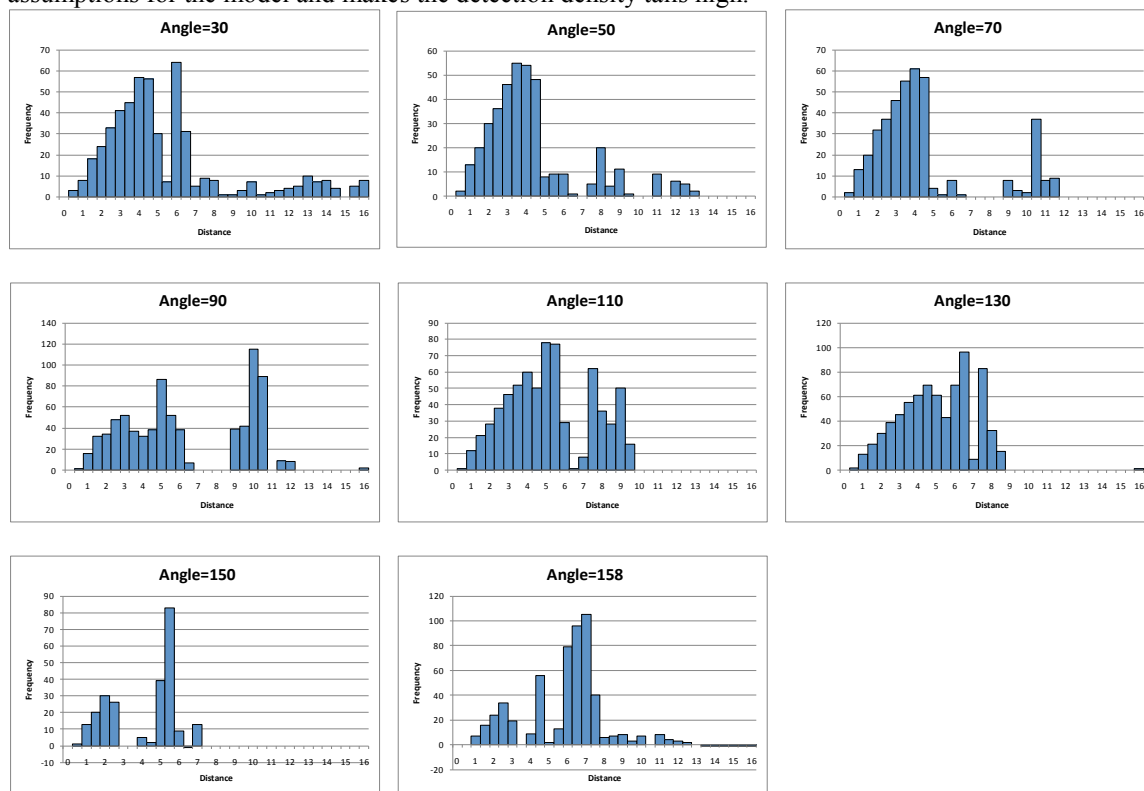 assumptions for the model and makes the detection density tails high.
Angle=30
70
60
50
40
30
20
10
0
Frequency
0 1 2 3 4 5 6 7 8 9 10 11 12 13 14 15 16
Distance
Angle=50
60
50
40
30
20
10
0
Frequency
0 1 2 3 4 5 6 7 8 9 10 11 12 13 14 15 16
Distance
Angle=70
70
60
50
40
30
20
10
0
Frequency
0 1 2 3 4 5 6 7 8 9 10 11 12 13 14 15 16
Distance
Angle=90
140
120
100
80
60
40
20
0
Frequency
0 1 2 3 4 5 6 7 8 9 10 11 12 13 14 15 16
Distance
Angle=110
90
80
70
60
50
40
30
20
10
0
Frequency
0 1 2 3 4 5 6 7 8 9 10 11 12 13 14 15 16
Distance
Angle=130
120
100
80
60
40
20
0
Frequency
0 1 2 3 4 5 6 7 8 9 10 11 12 13 14 15 16
Distance
Angle=150
90
80
70
60
50
40
30
20
10
0
-10
Frequency
0 1 2 3 4 5 6 7 8 9 10 11 12 13 14 15 16
Distance
Angle=158
120
100
80
60
40
20
0
-20
Frequency
0 1 2 3 4 5 6 7 8 9 10 11 12 13 14 15 16
Distance